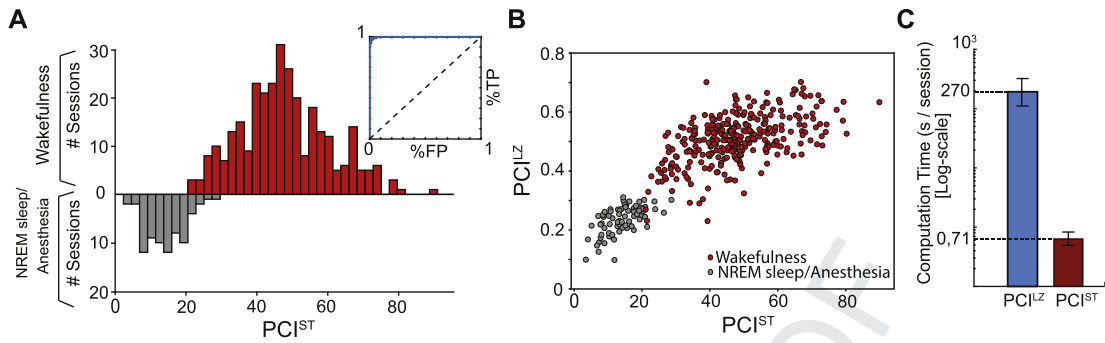 A
Wakefulness
# Sessions
NREM sleep/
Anesthesia
# Sessions
30
20
10
0
10
20
0
20
40
60
80
PCI^ST
1
0
%FP
1
%TP
B
PCI^LZ
0.8
0.6
0.4
0.2
0
0
20
40
60
80
PCI^ST
Wakefulness
NREM sleep/Anesthesia
C
Computation Time (s / session)
[Log-scale]
10³
270
0,71
PCI^LZ
PCI^ST
OF